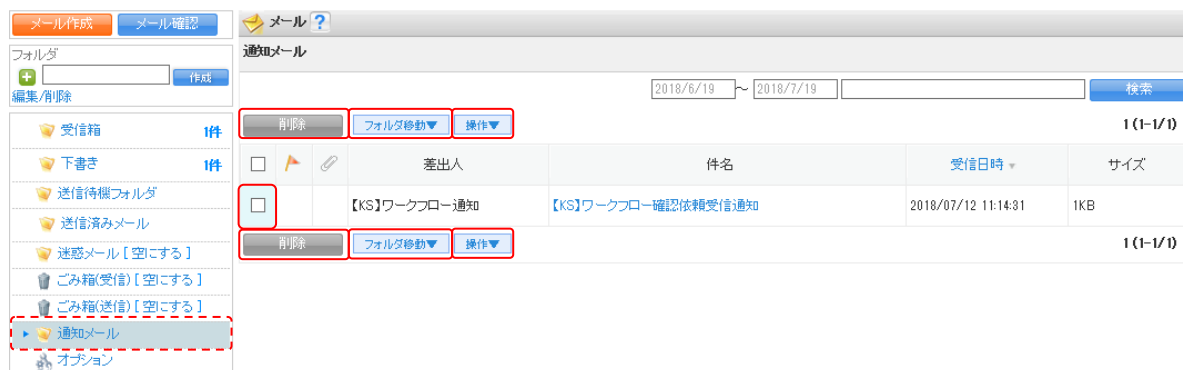 メール作成 メール確認
フォルダ
作成
編集/削除
受信箱 1件
下書き 1件
送信待機フォルダ
送信済みメール
迷惑メール [ 空にする ]
ごみ箱(受信) [ 空にする ]
ごみ箱(送信) [ 空にする ]
通知メール
オプション
メール ?
通知メール
2018/6/19 ～ 2018/7/19 検索
削除 フォルダ移動▼ 操作▼ 1 (1-1/1)
差出人 件名 受信日時 ▼ サイズ
【KS】ワークフロー通知 【KS】ワークフロー確認依頼受信通知 2018/07/12 11:14:31 1KB
削除 フォルダ移動▼ 操作▼ 1 (1-1/1)